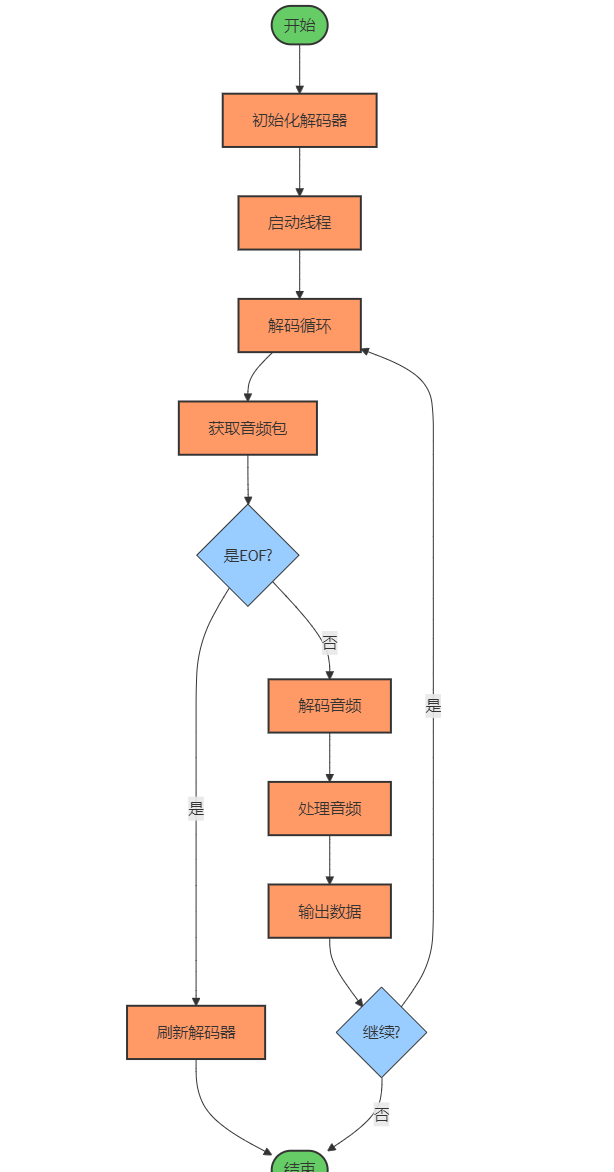 开始
初始化解码器
启动线程
解码循环
获取音频包
是EOF?
否
解码音频
是
处理音频
是
输出数据
刷新解码器
继续?
否
结束